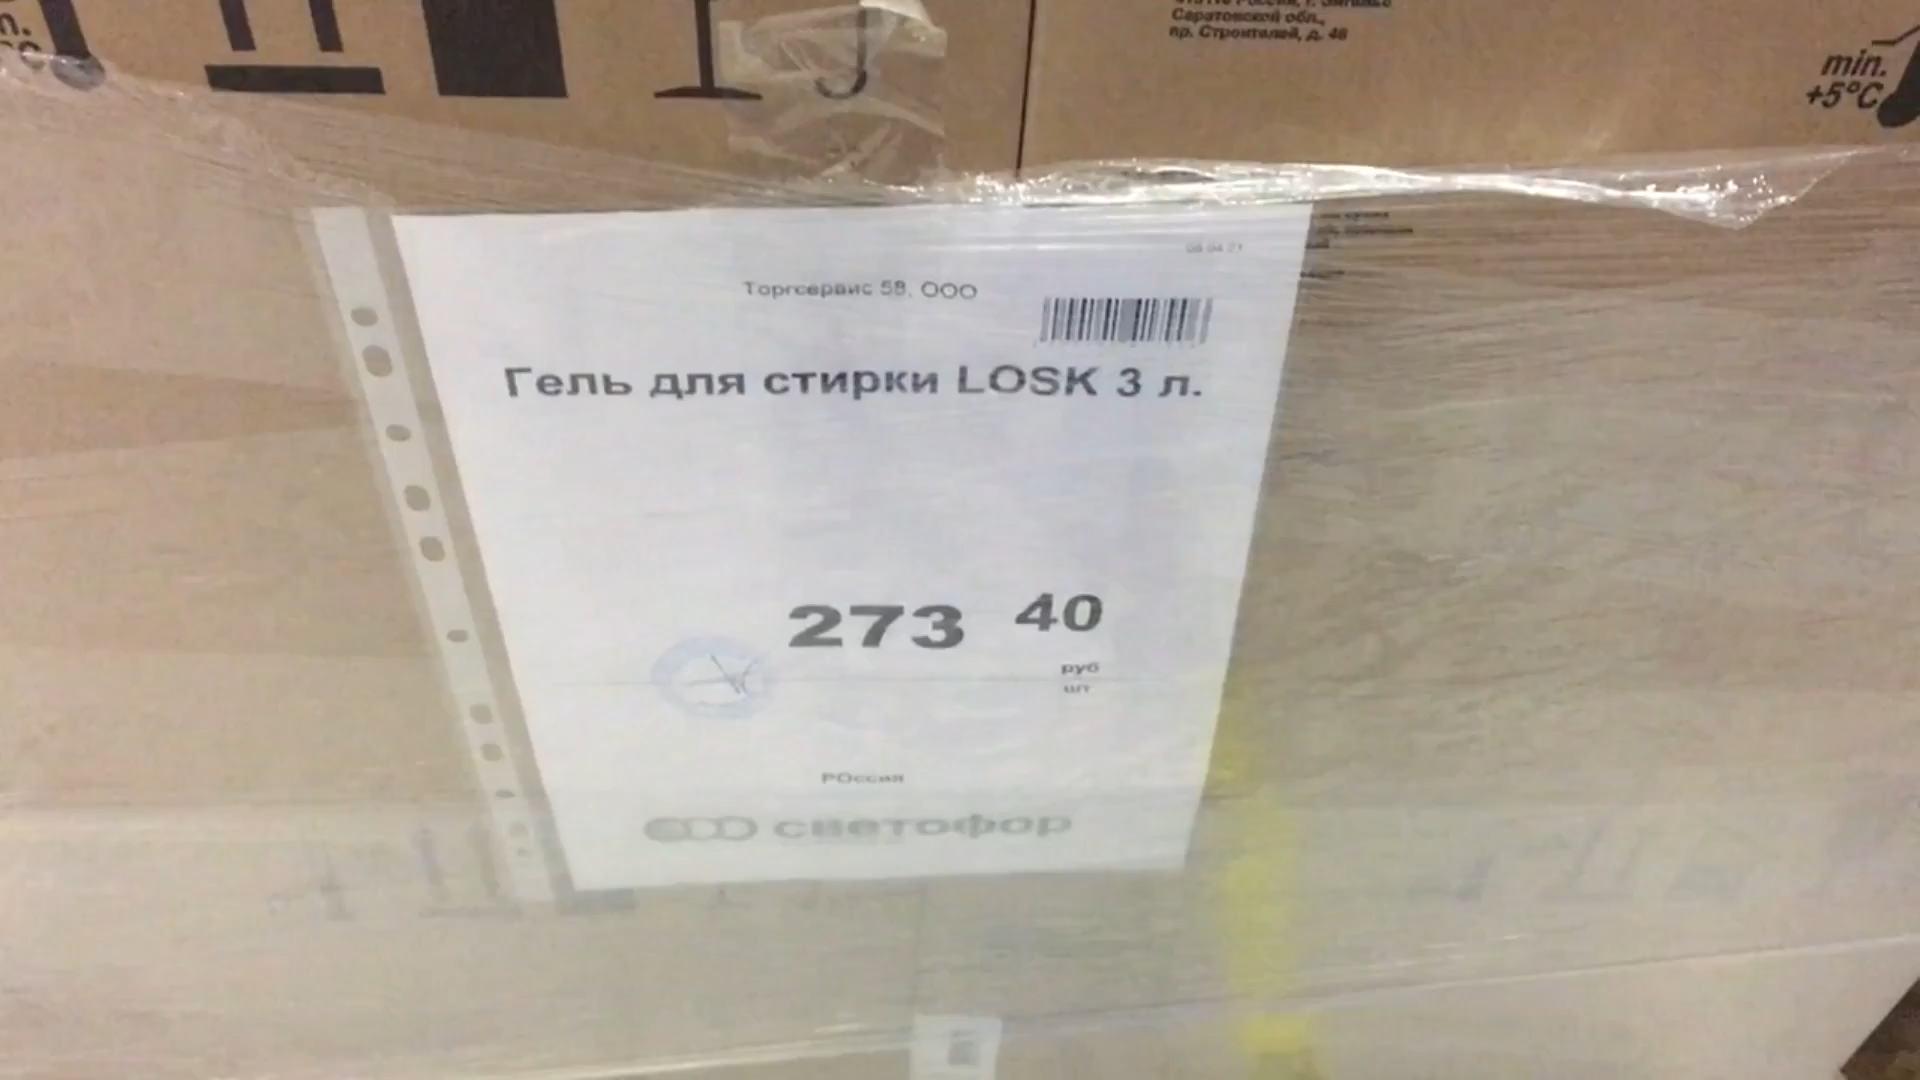 Саратовской обл.,
пр. Строителей, д. 48
min.
+5°C
Торгсервис 58, ООО
Гель для стирки LOSK 3 л.
273 40
руб
шт
РОссия
светофор